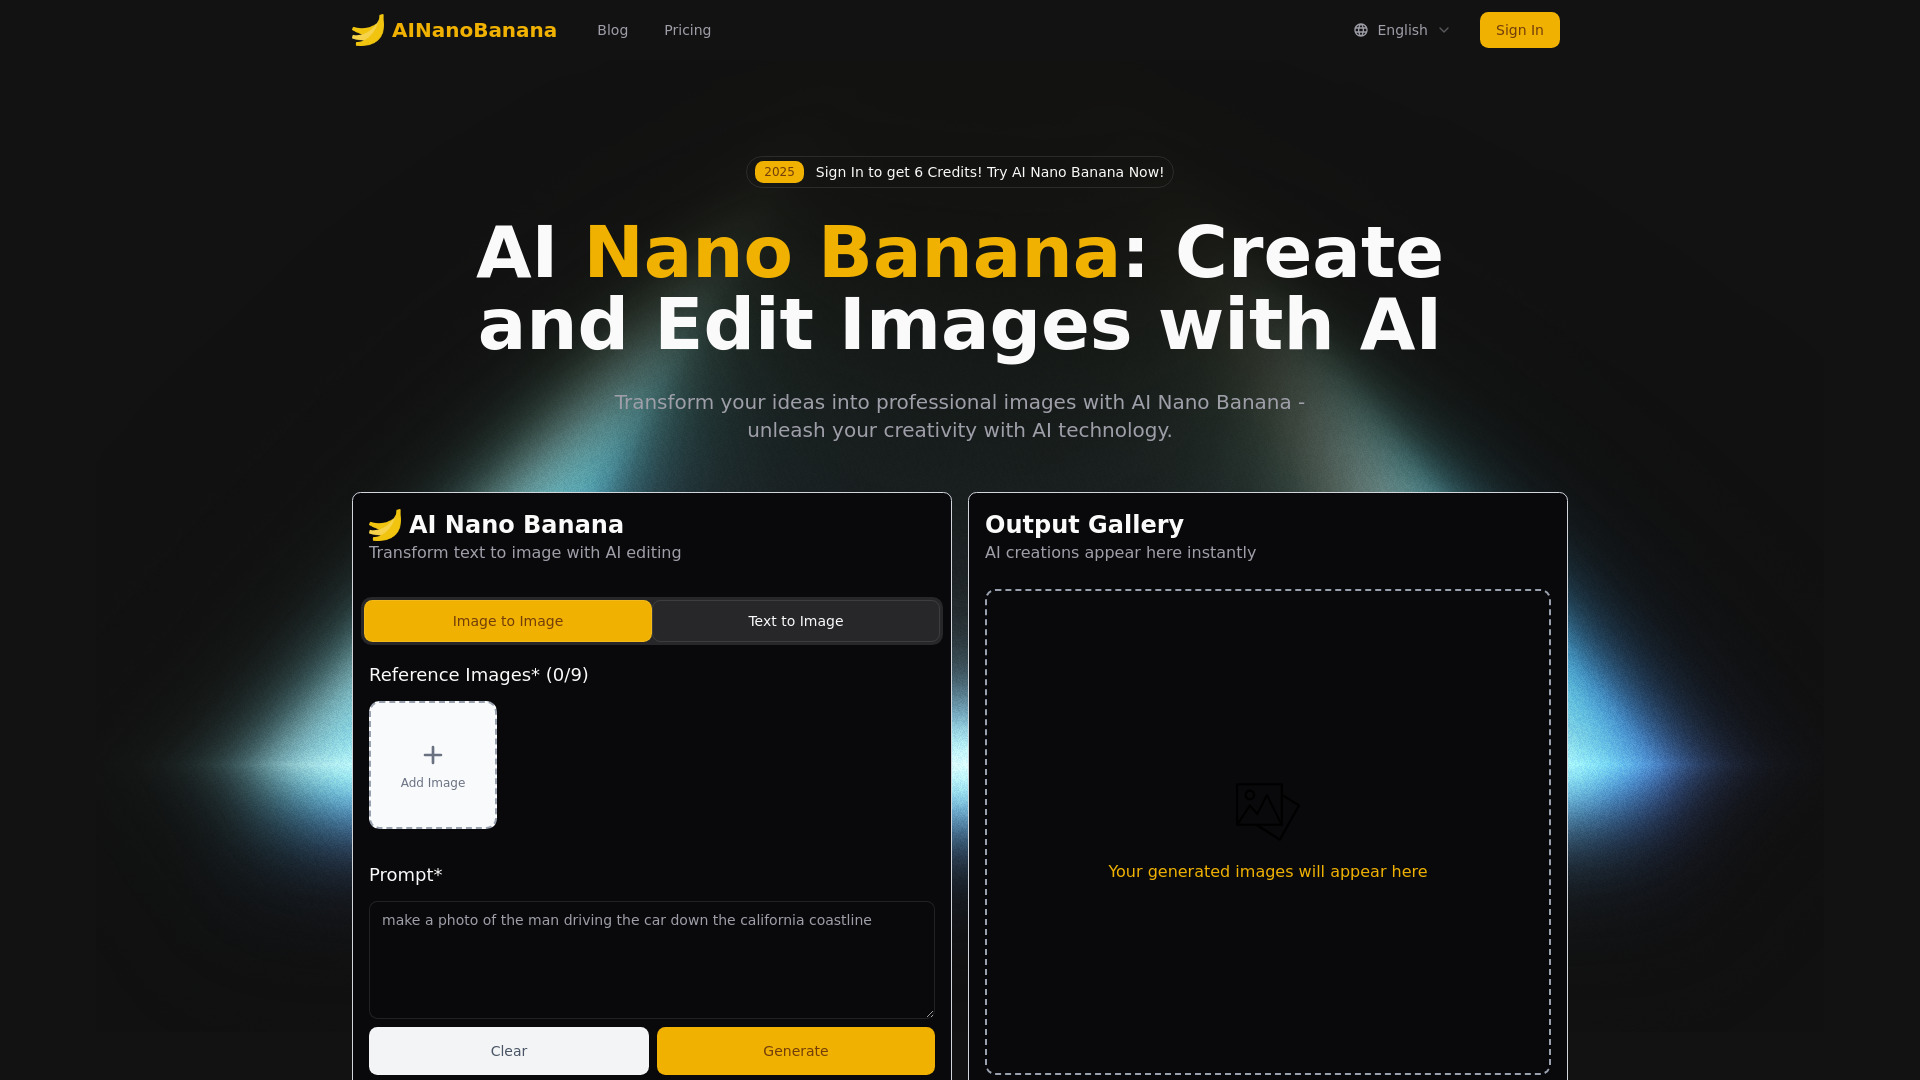 AINanoBanana
Blog
Pricing
English
Sign In
2025
Sign In to get 6 Credits! Try AI Nano Banana Now!
AI Nano Banana: Create
and Edit Images with AI
Transform your ideas into professional images with AI Nano Banana -
unleash your creativity with AI technology.
AI Nano Banana
Transform text to image with AI editing
Image to Image
Text to Image
Reference Images* (0/9)
Add Image
Prompt*
make a photo of the man driving the car down the california coastline
Clear
Generate
Output Gallery
AI creations appear here instantly
Your generated images will appear here